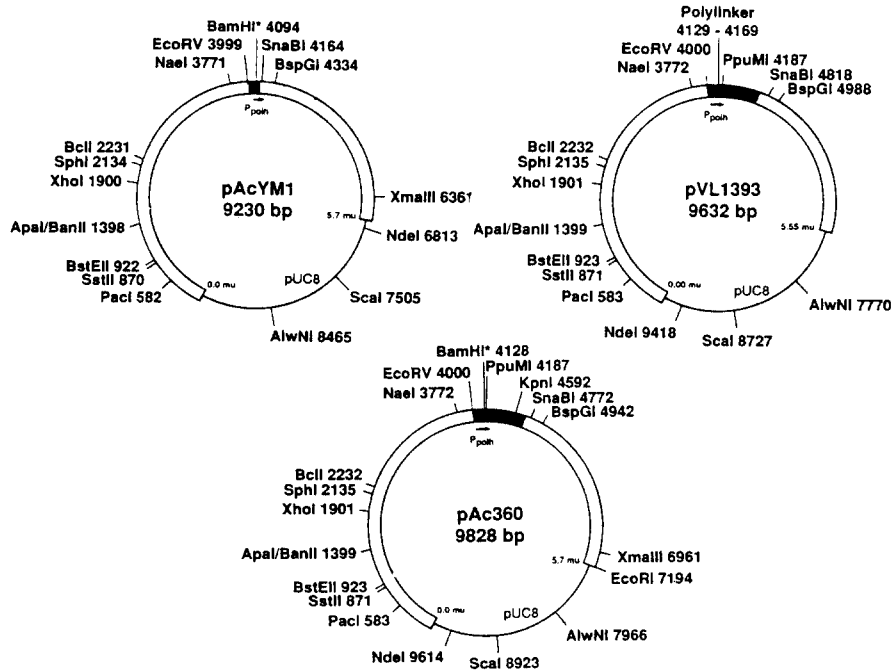 BamHI* 4094
EcoRV 3999
SnaBI 4164
NaeI 3771
BspGI 4334
Ppolh
BclI 2231
SphI 2134
XhoI 1900
pAcYM1
9230 bp
XmaIII 6361
5.7 mu
ApaI/BanII 1398
NdeI 6813
BstEII 922
SstII 870
0.0 mu
pUC8
PacI 582
ScaI 7505
AlwNI 8465
Polylinker
4129 - 4169
EcoRV 4000
PpuMI 4187
NaeI 3772
SnaBI 4818
BspGI 4988
Ppolh
BclI 2232
SphI 2135
XhoI 1901
pVL1393
9632 bp
ApaI/BanII 1399
5.55 mu
BstEII 923
SstII 871
0.00 mu
pUC8
PacI 583
AlwNI 7770
NdeI 9418
ScaI 8727
BamHI* 4128
EcoRV 4000
PpuMI 4187
NaeI 3772
KpnI 4592
SnaBI 4772
BspGI 4942
Ppolh
BclI 2232
SphI 2135
XhoI 1901
pAc360
9828 bp
ApaI/BanII 1399
XmaIII 6961
5.7 mu
EcoRI 7194
BstEII 923
SstII 871
0.0 mu
pUC8
PacI 583
AlwNI 7966
NdeI 9614
ScaI 8923